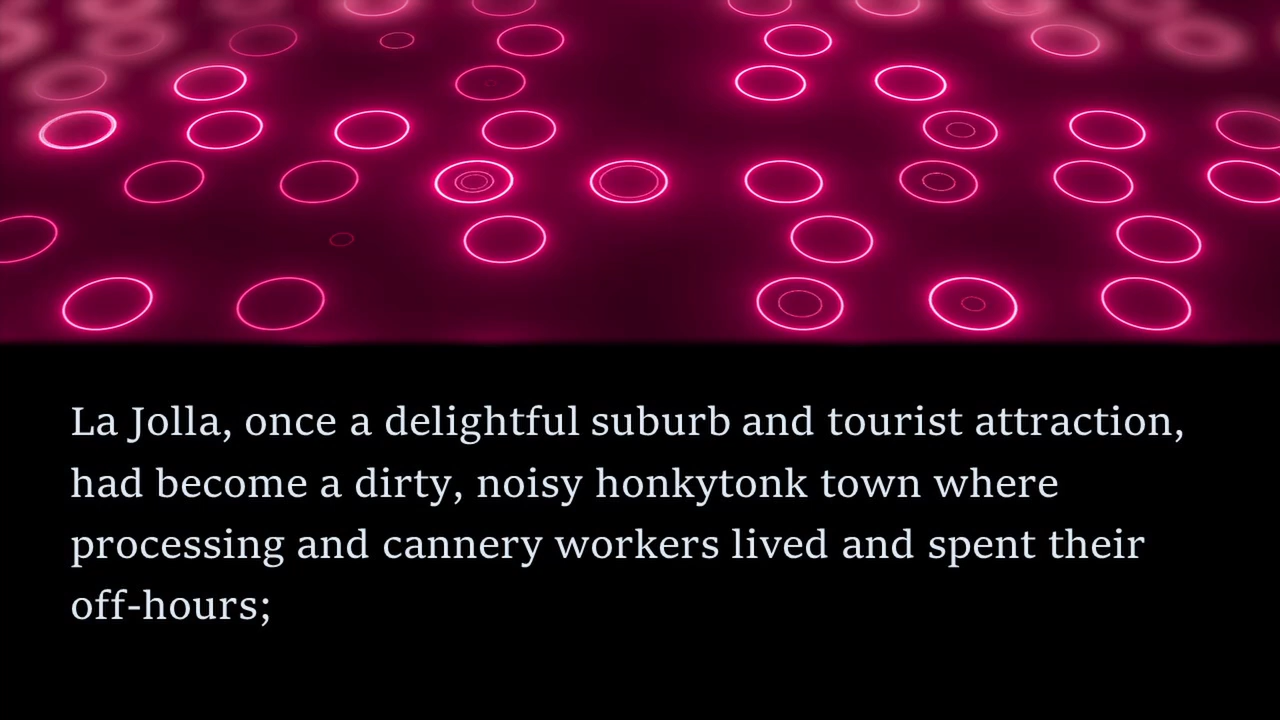 La Jolla, once a delightful suburb and tourist attraction,
had become a dirty, noisy honkytonk town where
processing and cannery workers lived and spent their
off-hours;